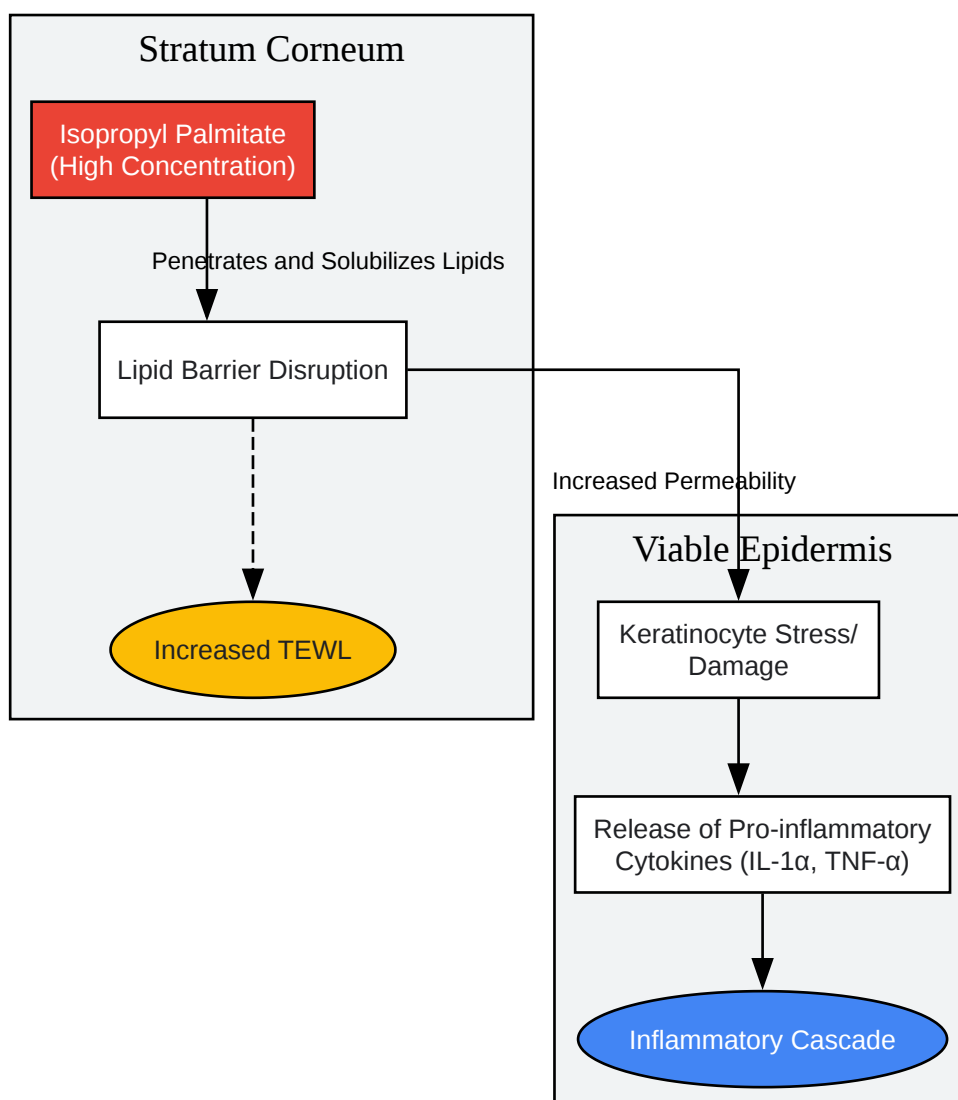 Stratum Corneum
Isopropyl Palmitate
(High Concentration)
Penetrates and Solubilizes Lipids
Lipid Barrier Disruption
Increased TEWL
Increased Permeability
Viable Epidermis
Keratinocyte Stress/
Damage
Release of Pro-inflammatory
Cytokines (IL-1α, TNF-α)
Inflammatory Cascade